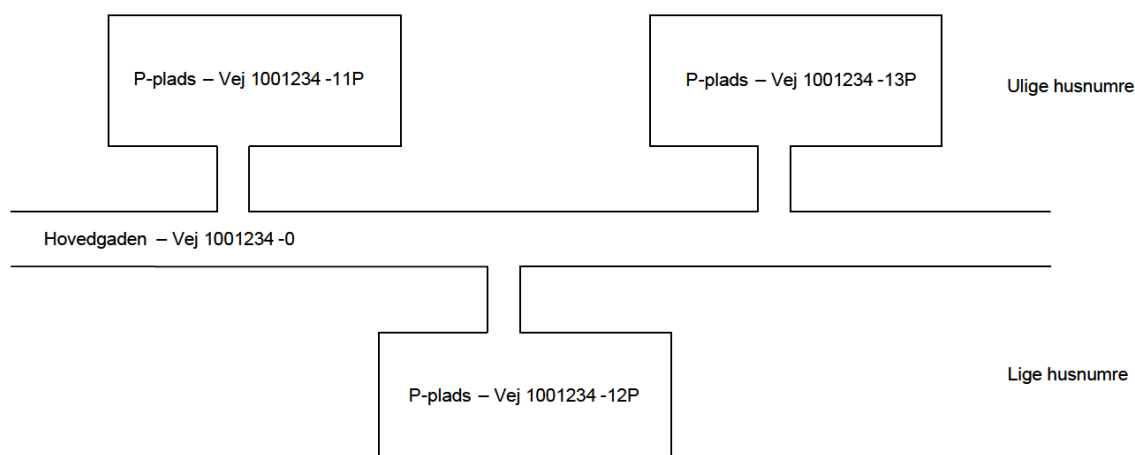 P-plads – Vej 1001234 -11P
P-plads – Vej 1001234 -13P
Ulige husnumre
Hovedgaden – Vej 1001234 -0
P-plads – Vej 1001234 -12P
Lige husnumre